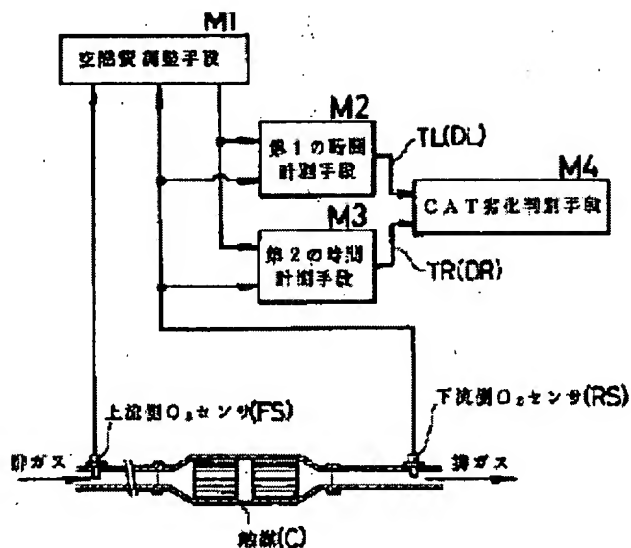 M1
空燃費調整手段
M2
第1の時間
計測手段
TL(DL)
M4
CAT劣化判別手段
M3
第2の時間
計測手段
TR(DR)
上流側O₂センサ(FS)
下流側O₂センサ(RS)
排ガス
排ガス
触媒(C)